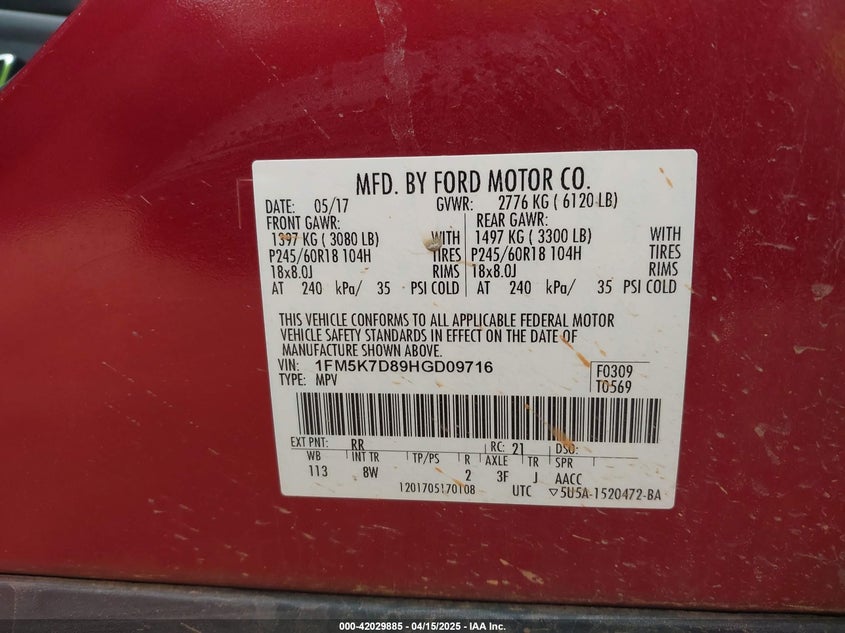 MFD. BY FORD MOTOR CO.
DATE: 05/17 GVWR: 2776 KG ( 6120 LB)
FRONT GAWR: REAR GAWR:
1397 KG ( 3080 LB) WITH 1497 KG ( 3300 LB) WITH
P245/60R18 104H TIRES P245/60R18 104H TIRES
18x8.0J RIMS 18x8.0J RIMS
AT 240 kPa/ 35 PSI COLD AT 240 kPa/ 35 PSI COLD
THIS VEHICLE CONFORMS TO ALL APPLICABLE FEDERAL MOTOR
VEHICLE SAFETY STANDARDS IN EFFECT ON THE DATE OF
MANUFACTURE SHOWN ABOVE.
VIN: 1FM5K7D89HGD09716 F0309
TYPE: MPV T0569
EXT PNT: RR RC: 21 DSO:
WB INT TR TP/PS R AXLE TR SPR
113 8W 2 3F J AACC
1201705170108 UTC ▽5U5A-1520472-BA
000-42029885 - 04/15/2025 - IAA Inc.